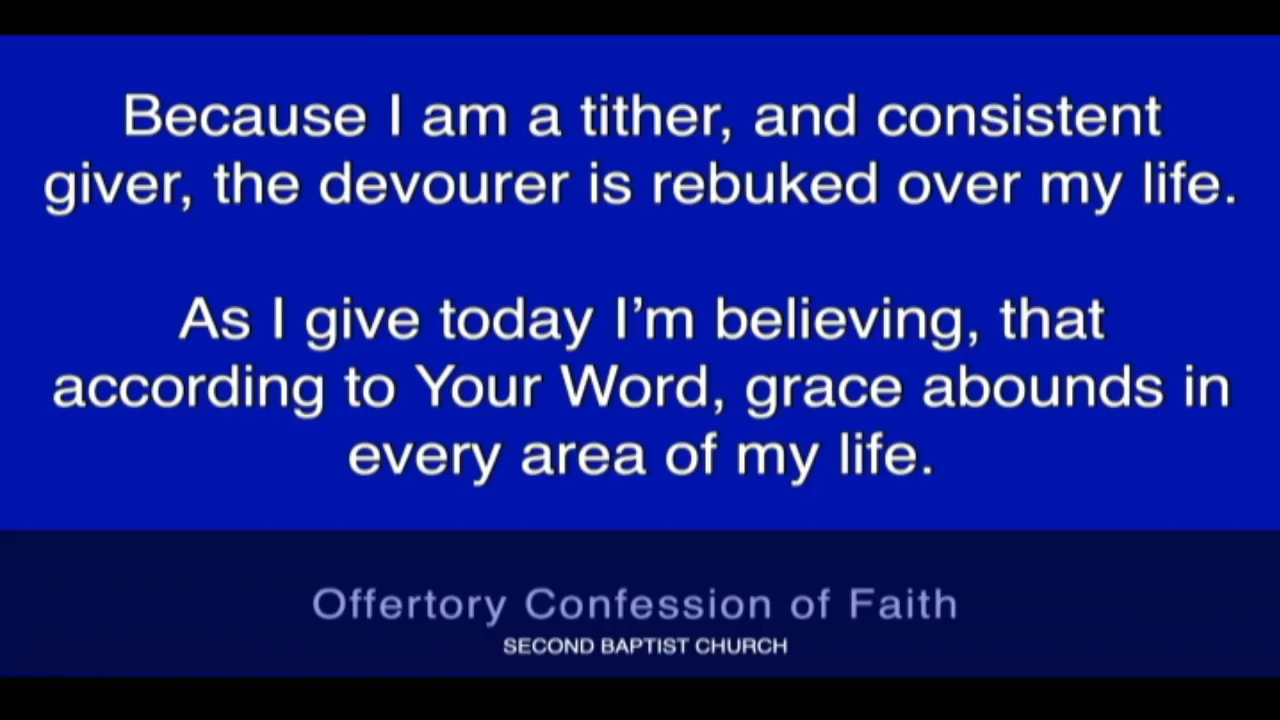 Because I am a tither, and consistent
giver, the devourer is rebuked over my life.
As I give today I’m believing, that
according to Your Word, grace abounds in
every area of my life.
Offertory Confession of Faith
SECOND BAPTIST CHURCH